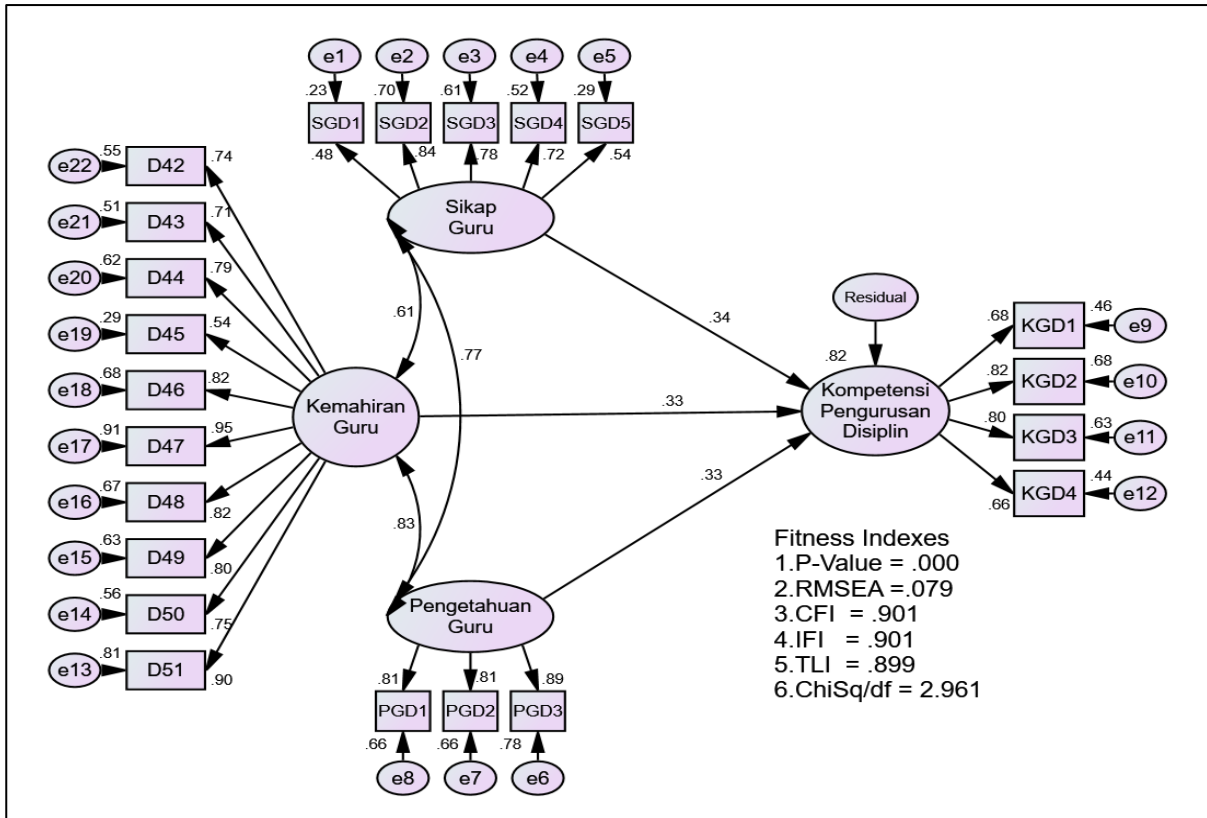 e1 e2 e3 e4 e5
.23 .70 .61 .52 .29
SGD1 SGD2 SGD3 SGD4 SGD5
.48 .84 .78 .72 .54
Sikap
Guru
e22 .55 D42 .74
e21 .51 D43 .71
e20 .62 D44 .79
e19 .29 D45 .54
e18 .68 D46 .82
e17 .91 D47 .95
e16 .67 D48 .82
e15 .63 D49 .80
e14 .56 D50 .75
e13 .81 D51 .90
Kemahiran
Guru
.61
.77
.83
.34
.33
.33
Residual
.82
Kompetensi
Pengurusan
Disiplin
.68 KGD1 .46 e9
.82 KGD2 .68 e10
.80 KGD3 .63 e11
.66 KGD4 .44 e12
Pengetahuan
Guru
.81 .81 .89
PGD1 PGD2 PGD3
.66 .66 .78
e8 e7 e6
Fitness Indexes
1.P-Value = .000
2.RMSEA =.079
3.CFI = .901
4.IFI = .901
5.TLI = .899
6.ChiSq/df = 2.961